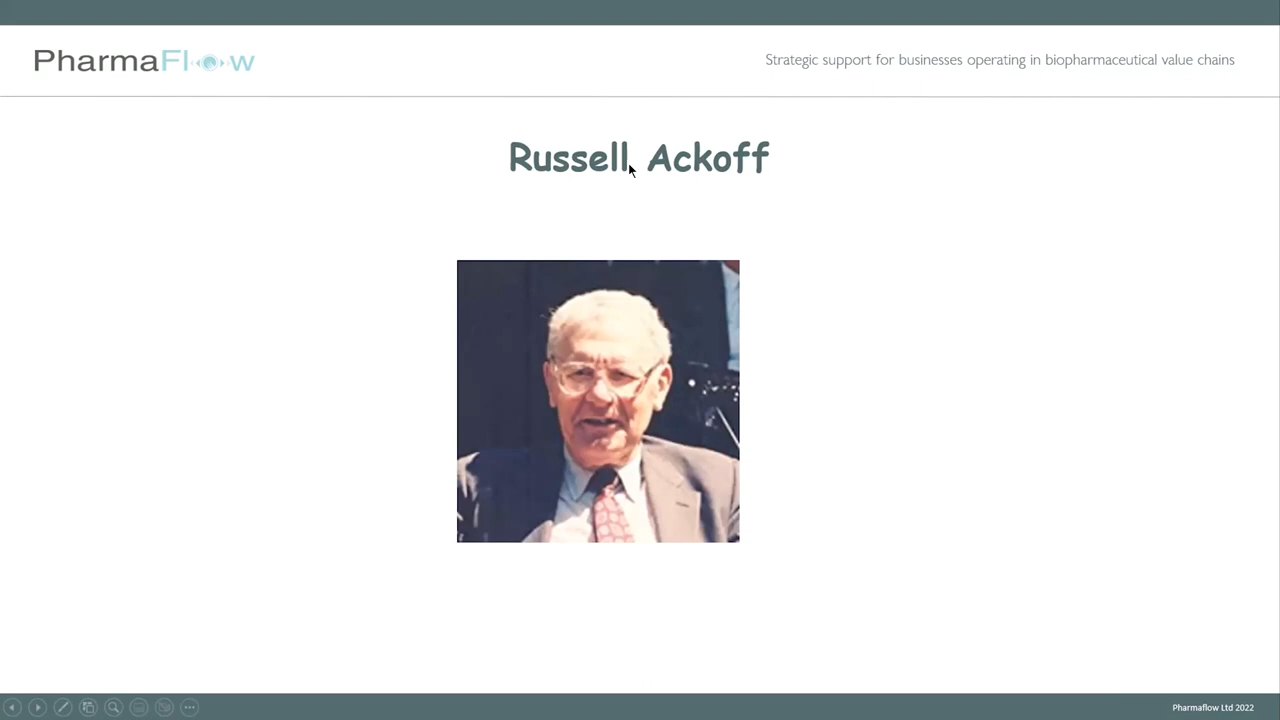 PharmaFlow
Strategic support for businesses operating in biopharmaceutical value chains
Russell Ackoff
Pharmaflow Ltd 2022